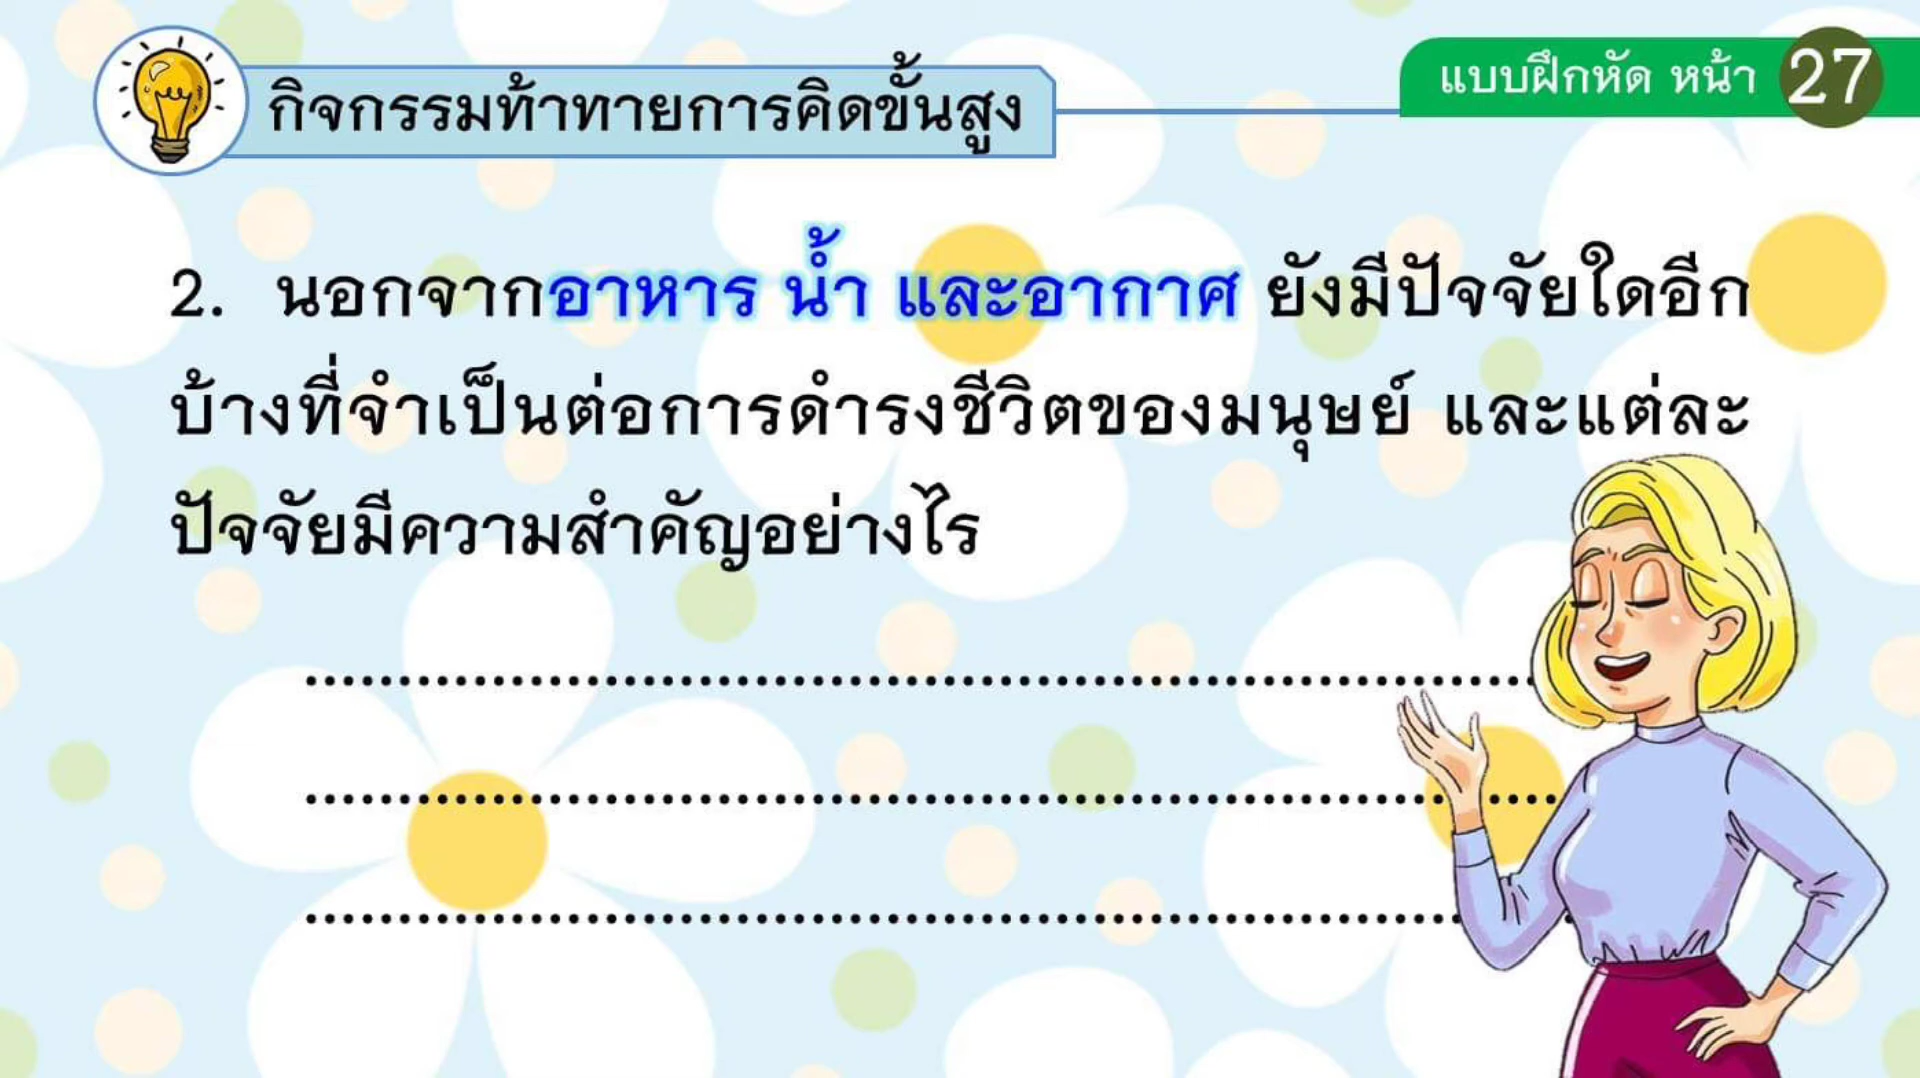 กิจกรรมท้าทายการคิดขั้นสูง
แบบฝึกหัด หน้า 27
2. นอกจากอาหาร น้ำ และอากาศ ยังมีปัจจัยใดอีก
บ้างที่จำเป็นต่อการดำรงชีวิตของมนุษย์ และแต่ละ
ปัจจัยมีความสำคัญอย่างไร